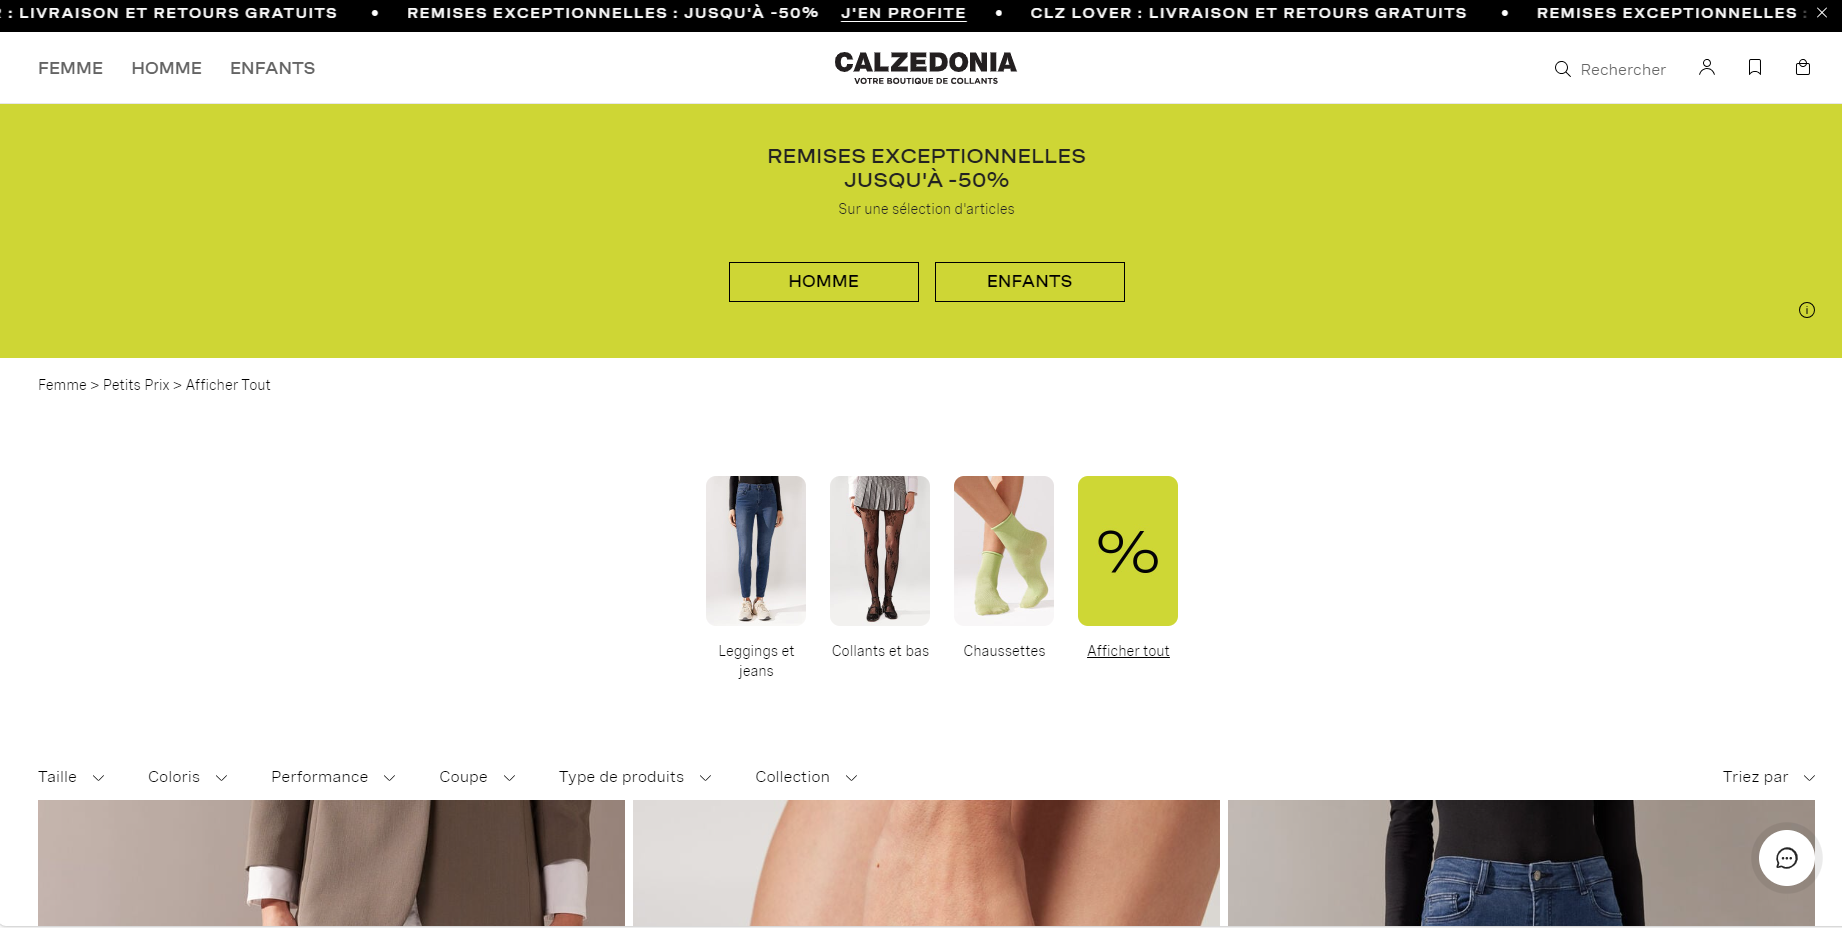 : LIVRAISON ET RETOURS GRATUITS • REMISES EXCEPTIONNELLES : JUSQU'À -50% J'EN PROFITE • CLZ LOVER : LIVRAISON ET RETOURS GRATUITS • REMISES EXCEPTIONNELLES :
FEMME HOMME ENFANTS
CALZEDONIA
VOTRE BOUTIQUE DE COLLANTS
Rechercher
REMISES EXCEPTIONNELLES
JUSQU'À -50%
Sur une sélection d'articles
HOMME ENFANTS
Femme > Petits Prix > Afficher Tout
%
Leggings et
jeans
Collants et bas
Chaussettes
Afficher tout
Taille Coloris Performance Coupe Type de produits Collection Triez par